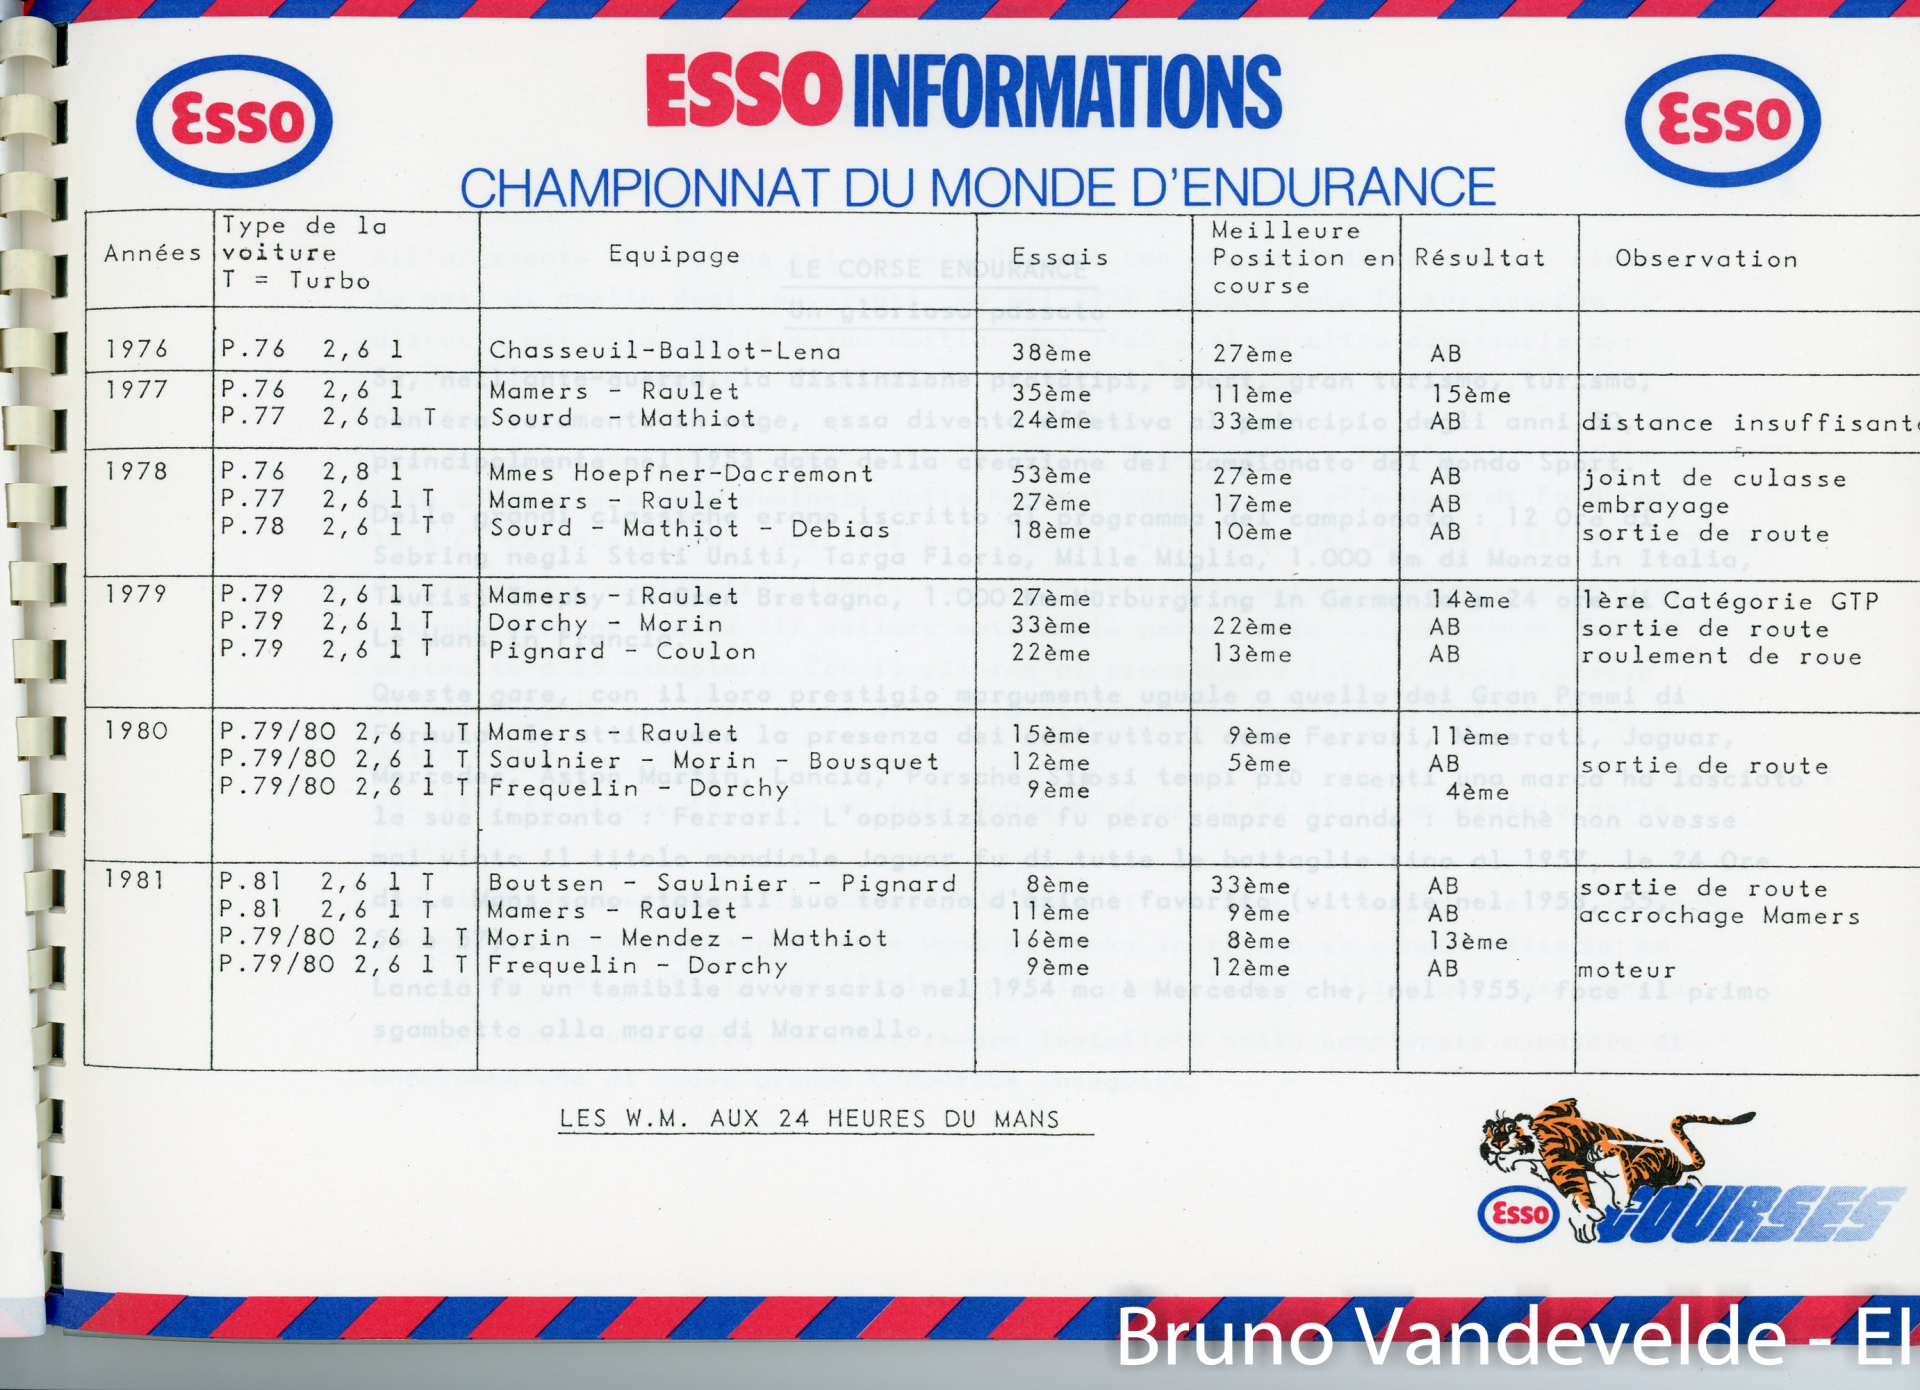 Esso
ESSO INFORMATIONS
Esso
CHAMPIONNAT DU MONDE D'ENDURANCE
Années | Type de la voiture T = Turbo | Equipage | Essais | Meilleure Position en course | Résultat | Observation
1976 P.76 2,6 l Chasseuil-Ballot-Lena 38ème 27ème AB
1977 P.76 2,6 l Mamers - Raulet 35ème 11ème 15ème
P.77 2,6 l T Sourd - Mathiot 24ème 33ème AB distance insuffisante
1978 P.76 2,8 l Mmes Hoepfner-Dacremont 53ème 27ème AB joint de culasse
P.77 2,6 l T Mamers - Raulet 27ème 17ème AB embrayage
P.78 2,6 l T Sourd - Mathiot - Debias 18ème 10ème AB sortie de route
1979 P.79 2,6 l T Mamers - Raulet 27ème 14ème 1ère Catégorie GTP
P.79 2,6 l T Dorchy - Morin 33ème 22ème AB sortie de route
P.79 2,6 l T Pignard - Coulon 22ème 13ème AB roulement de roue
1980 P.79/80 2,6 l T Mamers - Raulet 15ème 9ème 11ème
P.79/80 2,6 l T Saulnier - Morin - Bousquet 12ème 5ème AB sortie de route
P.79/80 2,6 l T Frequelin - Dorchy 9ème 4ème
1981 P.81 2,6 l T Boutsen - Saulnier - Pignard 8ème 33ème AB sortie de route
P.81 2,6 l T Mamers - Raulet 11ème 9ème AB accrochage Mamers
P.79/80 2,6 l T Morin - Mendez - Mathiot 16ème 8ème 13ème
P.79/80 2,6 l T Frequelin - Dorchy 9ème 12ème AB moteur
LES W.M. AUX 24 HEURES DU MANS
Esso COURSES
Bruno Vandevelde - El